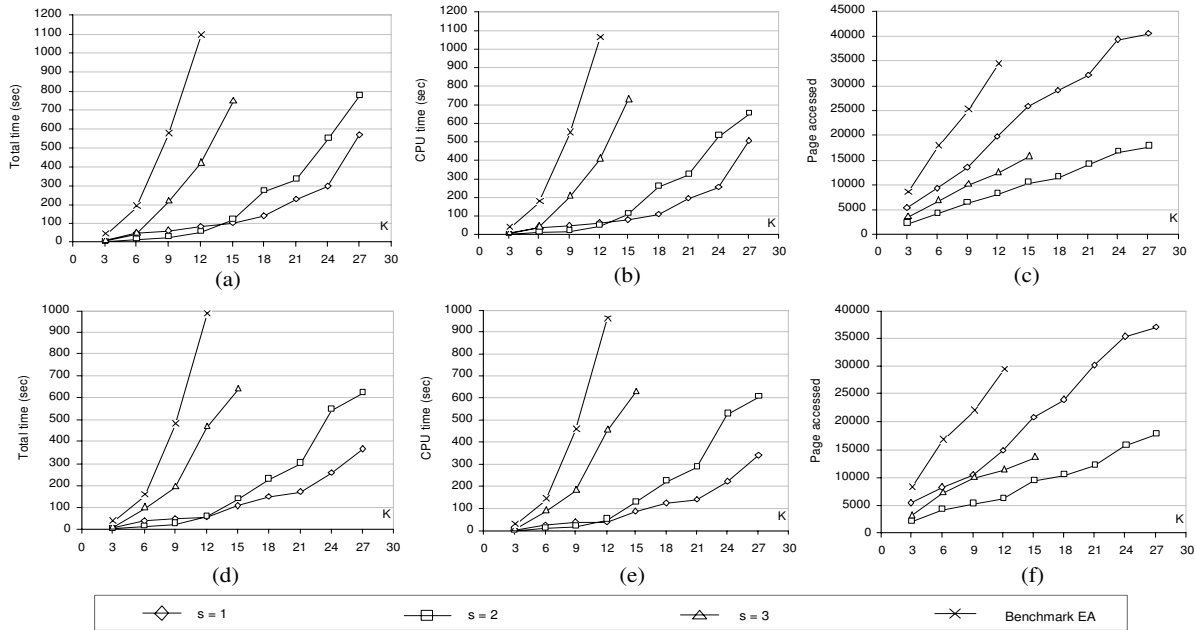 1200
1100
1000
900
800
700
600
500
400
300
200
100
0
Total time (sec)
K
0 3 6 9 12 15 18 21 24 27 30
(a)
1200
1100
1000
900
800
700
600
500
400
300
200
100
0
CPU time (sec)
K
0 3 6 9 12 15 18 21 24 27 30
(b)
45000
40000
35000
30000
25000
20000
15000
10000
5000
0
Page accessed
K
0 3 6 9 12 15 18 21 24 27 30
(c)
1000
900
800
700
600
500
400
300
200
100
0
Total time (sec)
K
0 3 6 9 12 15 18 21 24 27 30
(d)
1000
900
800
700
600
500
400
300
200
100
0
CPU time (sec)
K
0 3 6 9 12 15 18 21 24 27 30
(e)
40000
35000
30000
25000
20000
15000
10000
5000
0
Page accessed
K
0 3 6 9 12 15 18 21 24 27 30
(f)
s = 1 s = 2 s = 3 Benchmark EA